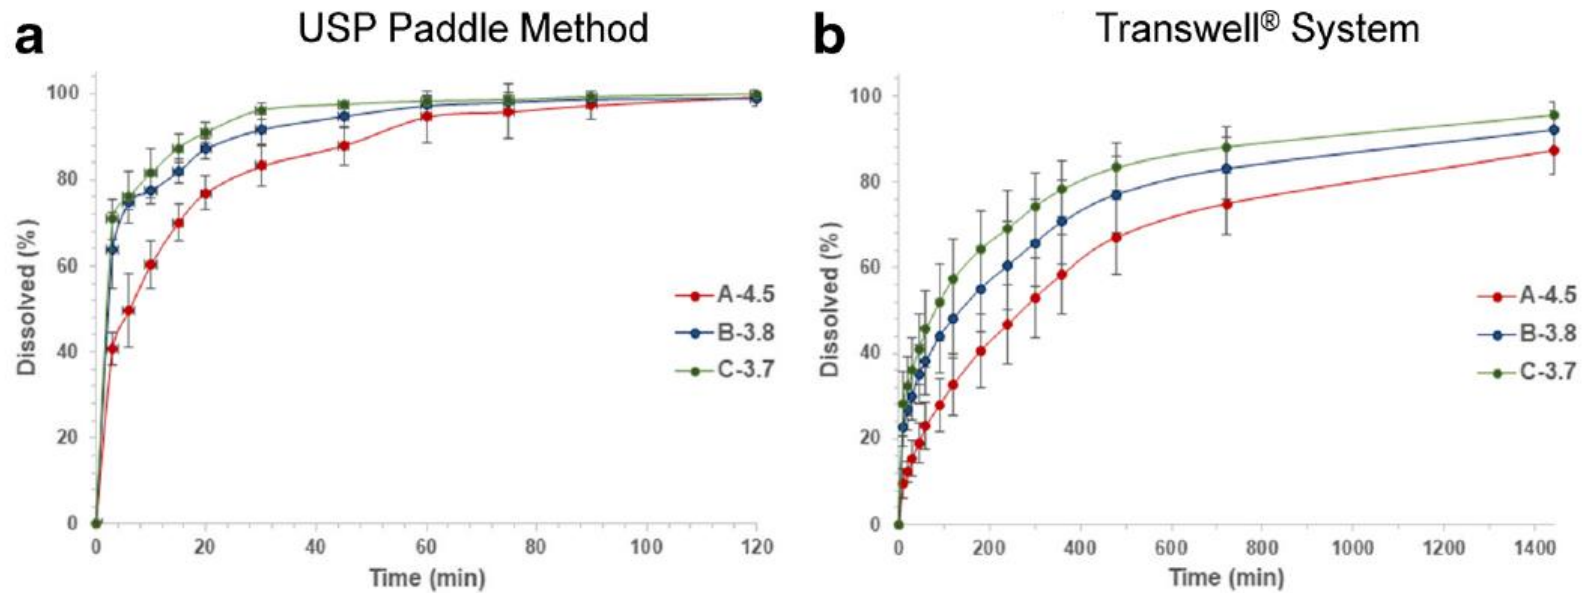 a
USP Paddle Method
100
80
60
40
20
0
Dissolved (%)
0 20 40 60 80 100 120
Time (min)
A-4.5
B-3.8
C-3.7
b
Transwell® System
100
80
60
40
20
0
Dissolved (%)
0 200 400 600 800 1000 1200 1400
Time (min)
A-4.5
B-3.8
C-3.7